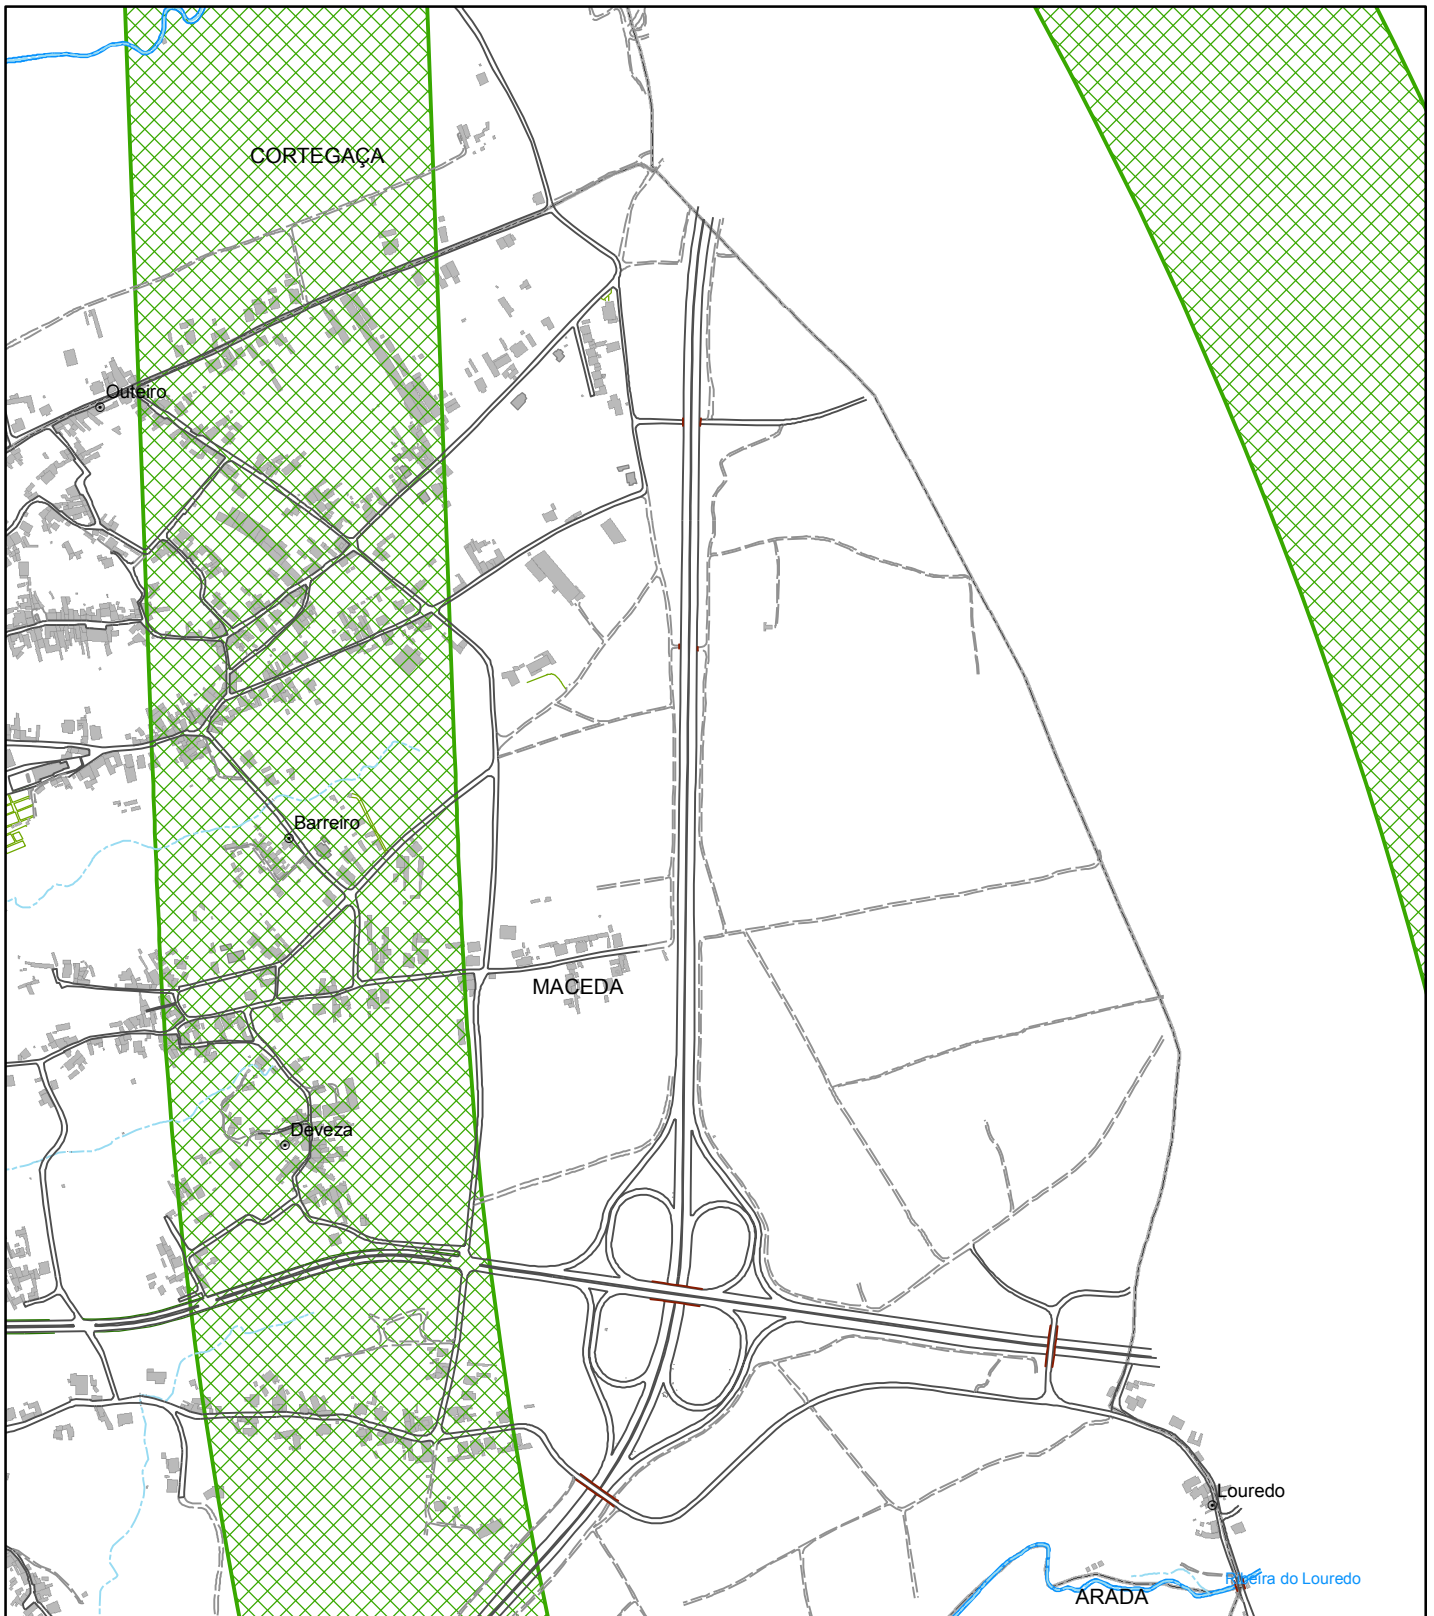 CORTEGAÇA
Outeiro
Barreiro
MACEDA
Deveza
Louredo
Ribeira do Louredo
ARADA